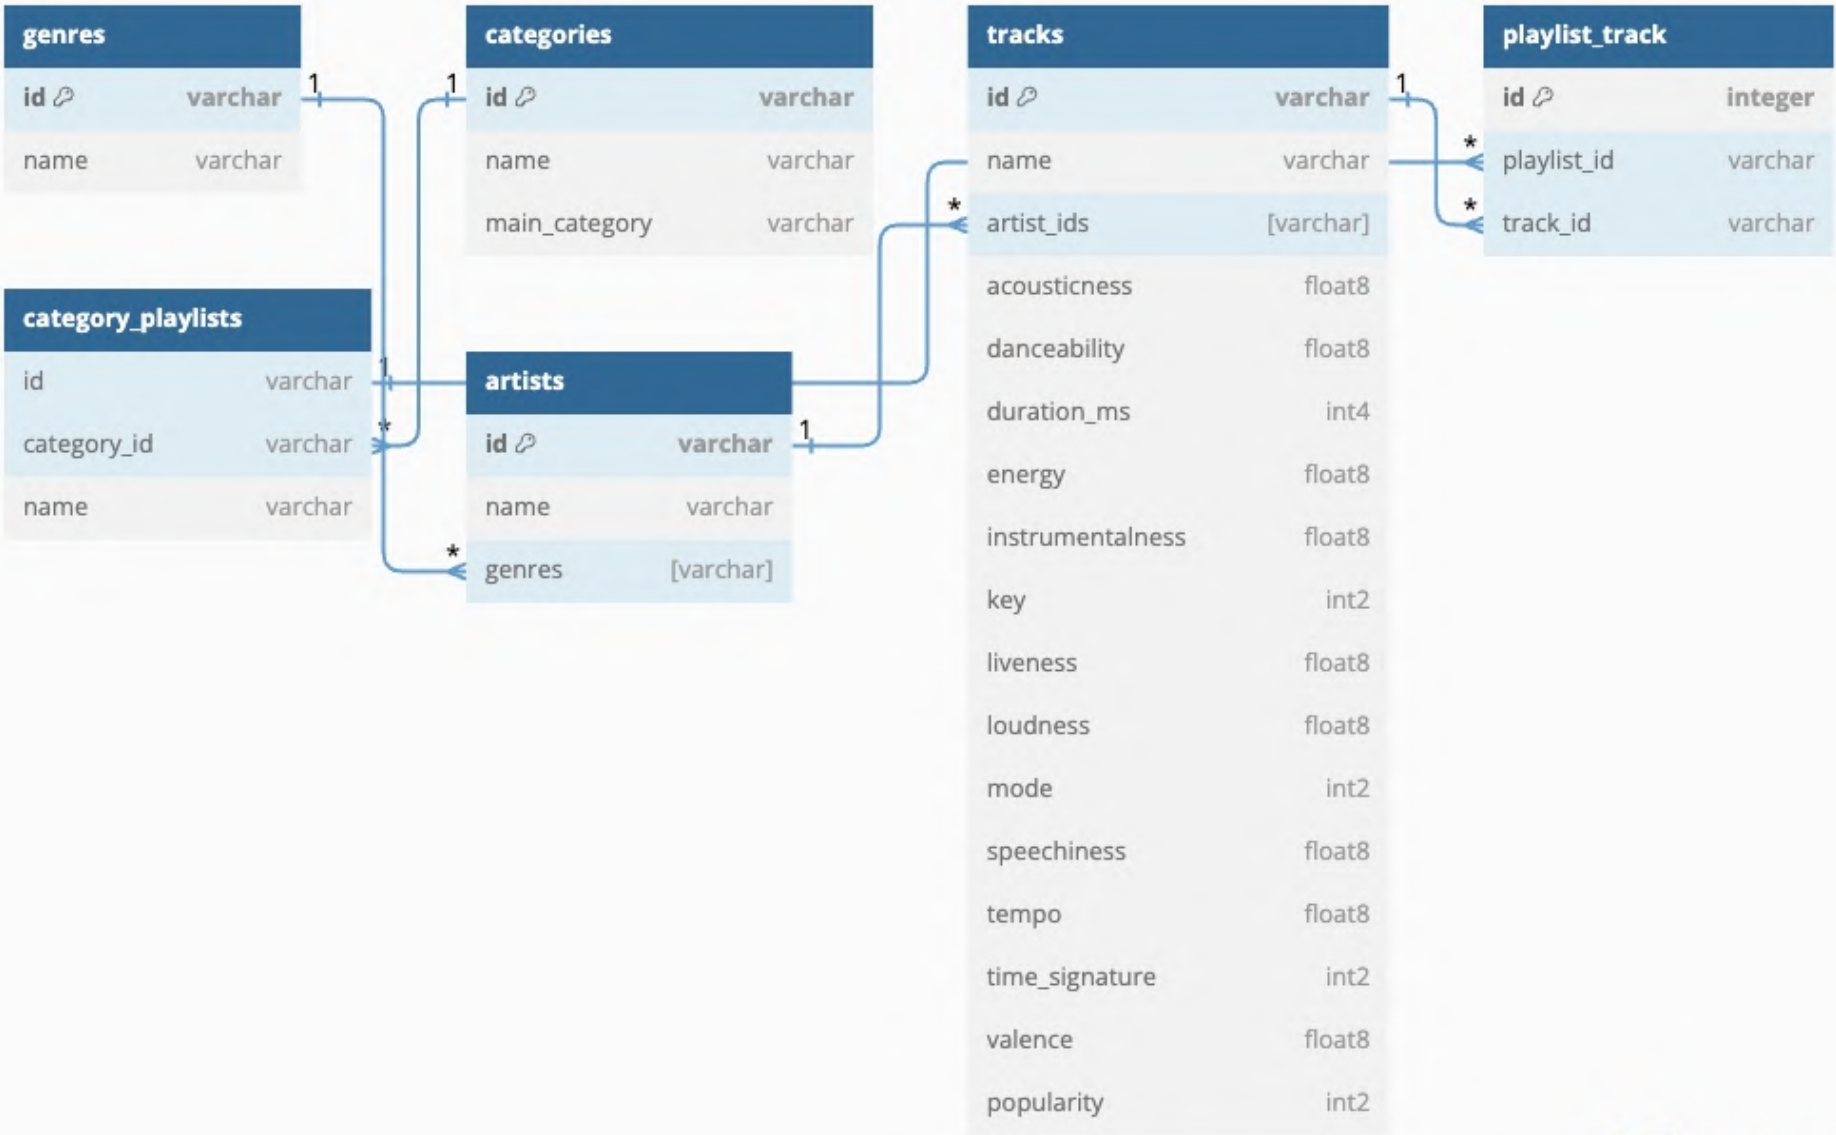 genres
id varchar
name varchar
categories
id varchar
name varchar
main_category varchar
tracks
id varchar
name varchar
artist_ids [varchar]
acousticness float8
danceability float8
duration_ms int4
energy float8
instrumentalness float8
key int2
liveness float8
loudness float8
mode int2
speechiness float8
tempo float8
time_signature int2
valence float8
popularity int2
playlist_track
id integer
playlist_id varchar
track_id varchar
category_playlists
id varchar
category_id varchar
name varchar
artists
id varchar
name varchar
genres [varchar]
1
1
1
*
*
*
1
*
1
*